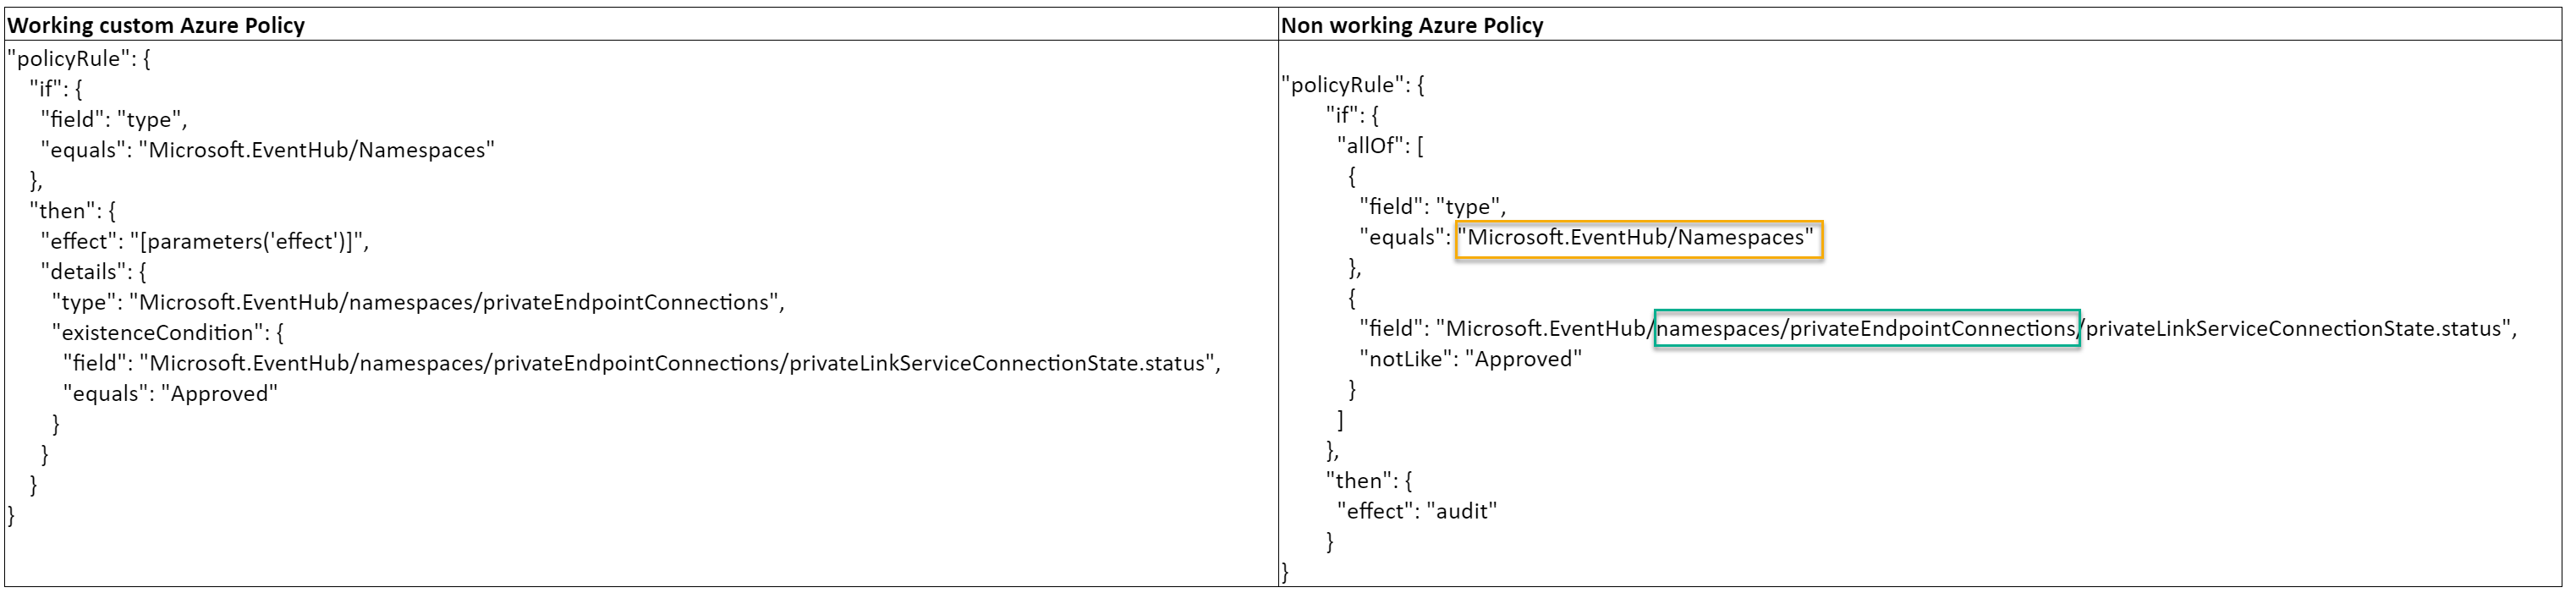 Working custom Azure Policy
"policyRule": {
"if": {
"field": "type",
"equals": "Microsoft.EventHub/Namespaces"
},
"then": {
"effect": "[parameters('effect')]",
"details": {
"type": "Microsoft.EventHub/namespaces/privateEndpointConnections",
"existenceCondition": {
"field": "Microsoft.EventHub/namespaces/privateEndpointConnections/privateLinkServiceConnectionState.status",
"equals": "Approved"
}
}
}
}
Non working Azure Policy
"policyRule": {
"if": {
"allOf": [
{
"field": "type",
"equals": "Microsoft.EventHub/Namespaces"
},
{
"field": "Microsoft.EventHub/namespaces/privateEndpointConnections/privateLinkServiceConnectionState.status",
"notLike": "Approved"
}
]
},
"then": {
"effect": "audit"
}
}